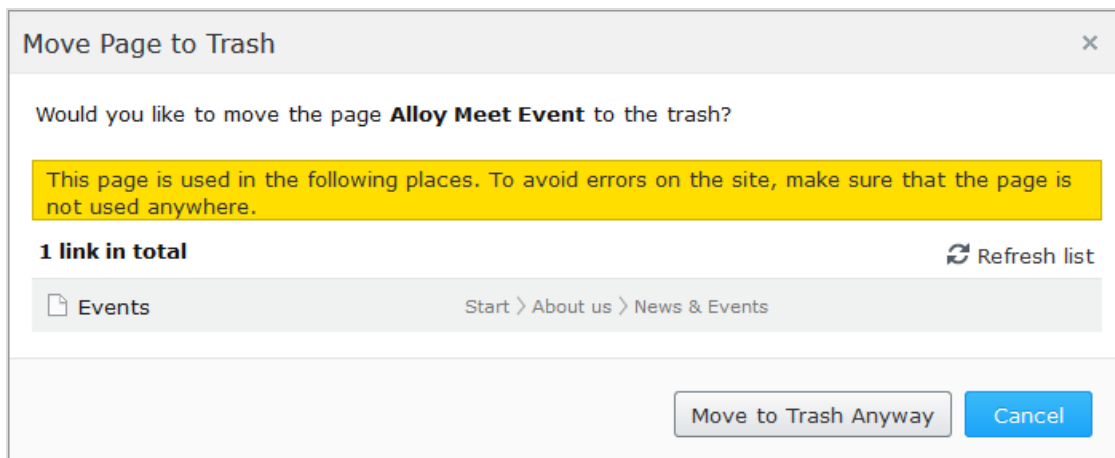 Move Page to Trash ×
Would you like to move the page Alloy Meet Event to the trash?
This page is used in the following places. To avoid errors on the site, make sure that the page is
not used anywhere.
1 link in total Refresh list
Events Start > About us > News & Events
Move to Trash Anyway Cancel